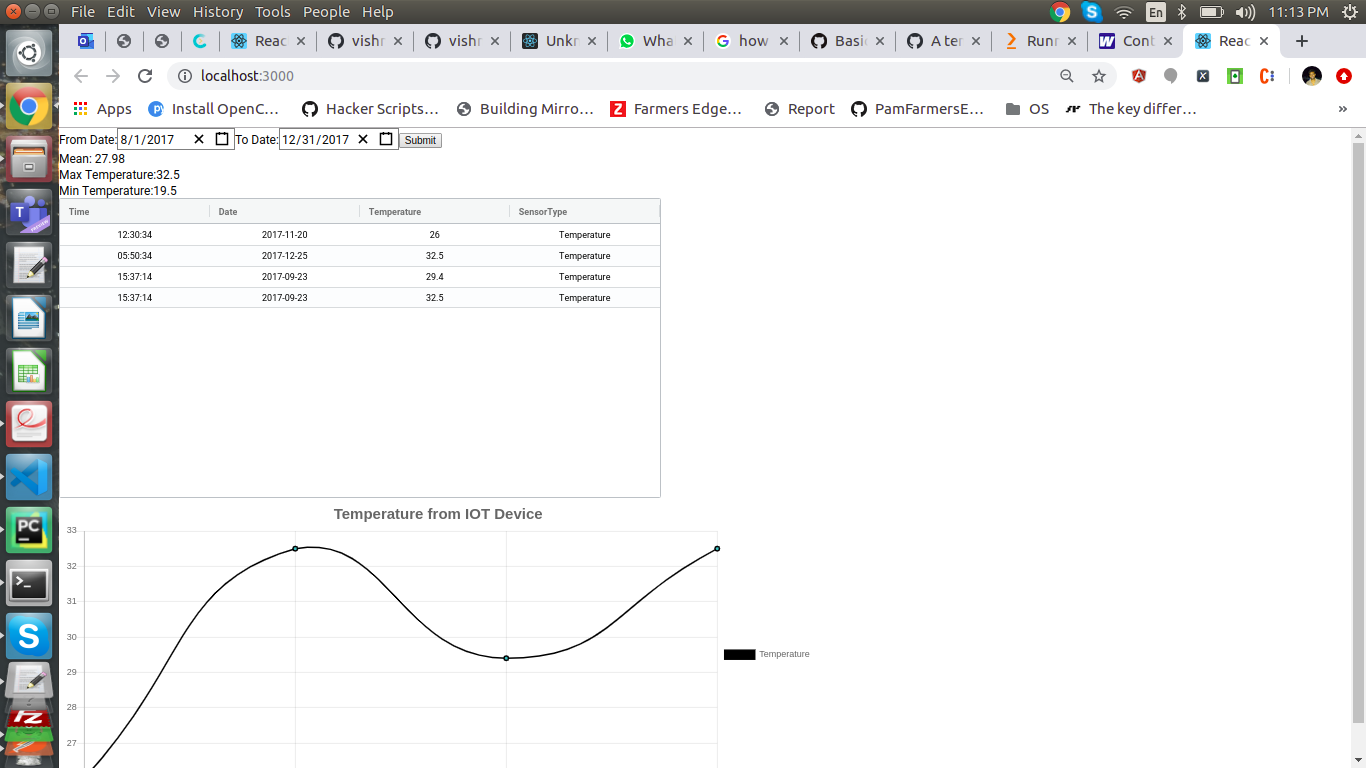 File Edit View History Tools People Help
En 11:13 PM
Reac vishr vishr Unkr Wha how Basi A ter Runr Cont Reac
localhost:3000
Apps Install OpenC… Hacker Scripts… Building Mirro… Farmers Edge… Report PamFarmersE… OS The key differ… »
From Date: 8/1/2017 To Date: 12/31/2017 Submit
Mean: 27.98
Max Temperature:32.5
Min Temperature:19.5
Time Date Temperature SensorType
12:30:34 2017-11-20 26 Temperature
05:50:34 2017-12-25 32.5 Temperature
15:37:14 2017-09-23 29.4 Temperature
15:37:14 2017-09-23 32.5 Temperature
Temperature from IOT Device
33
32
31
30
29
28
27
Temperature